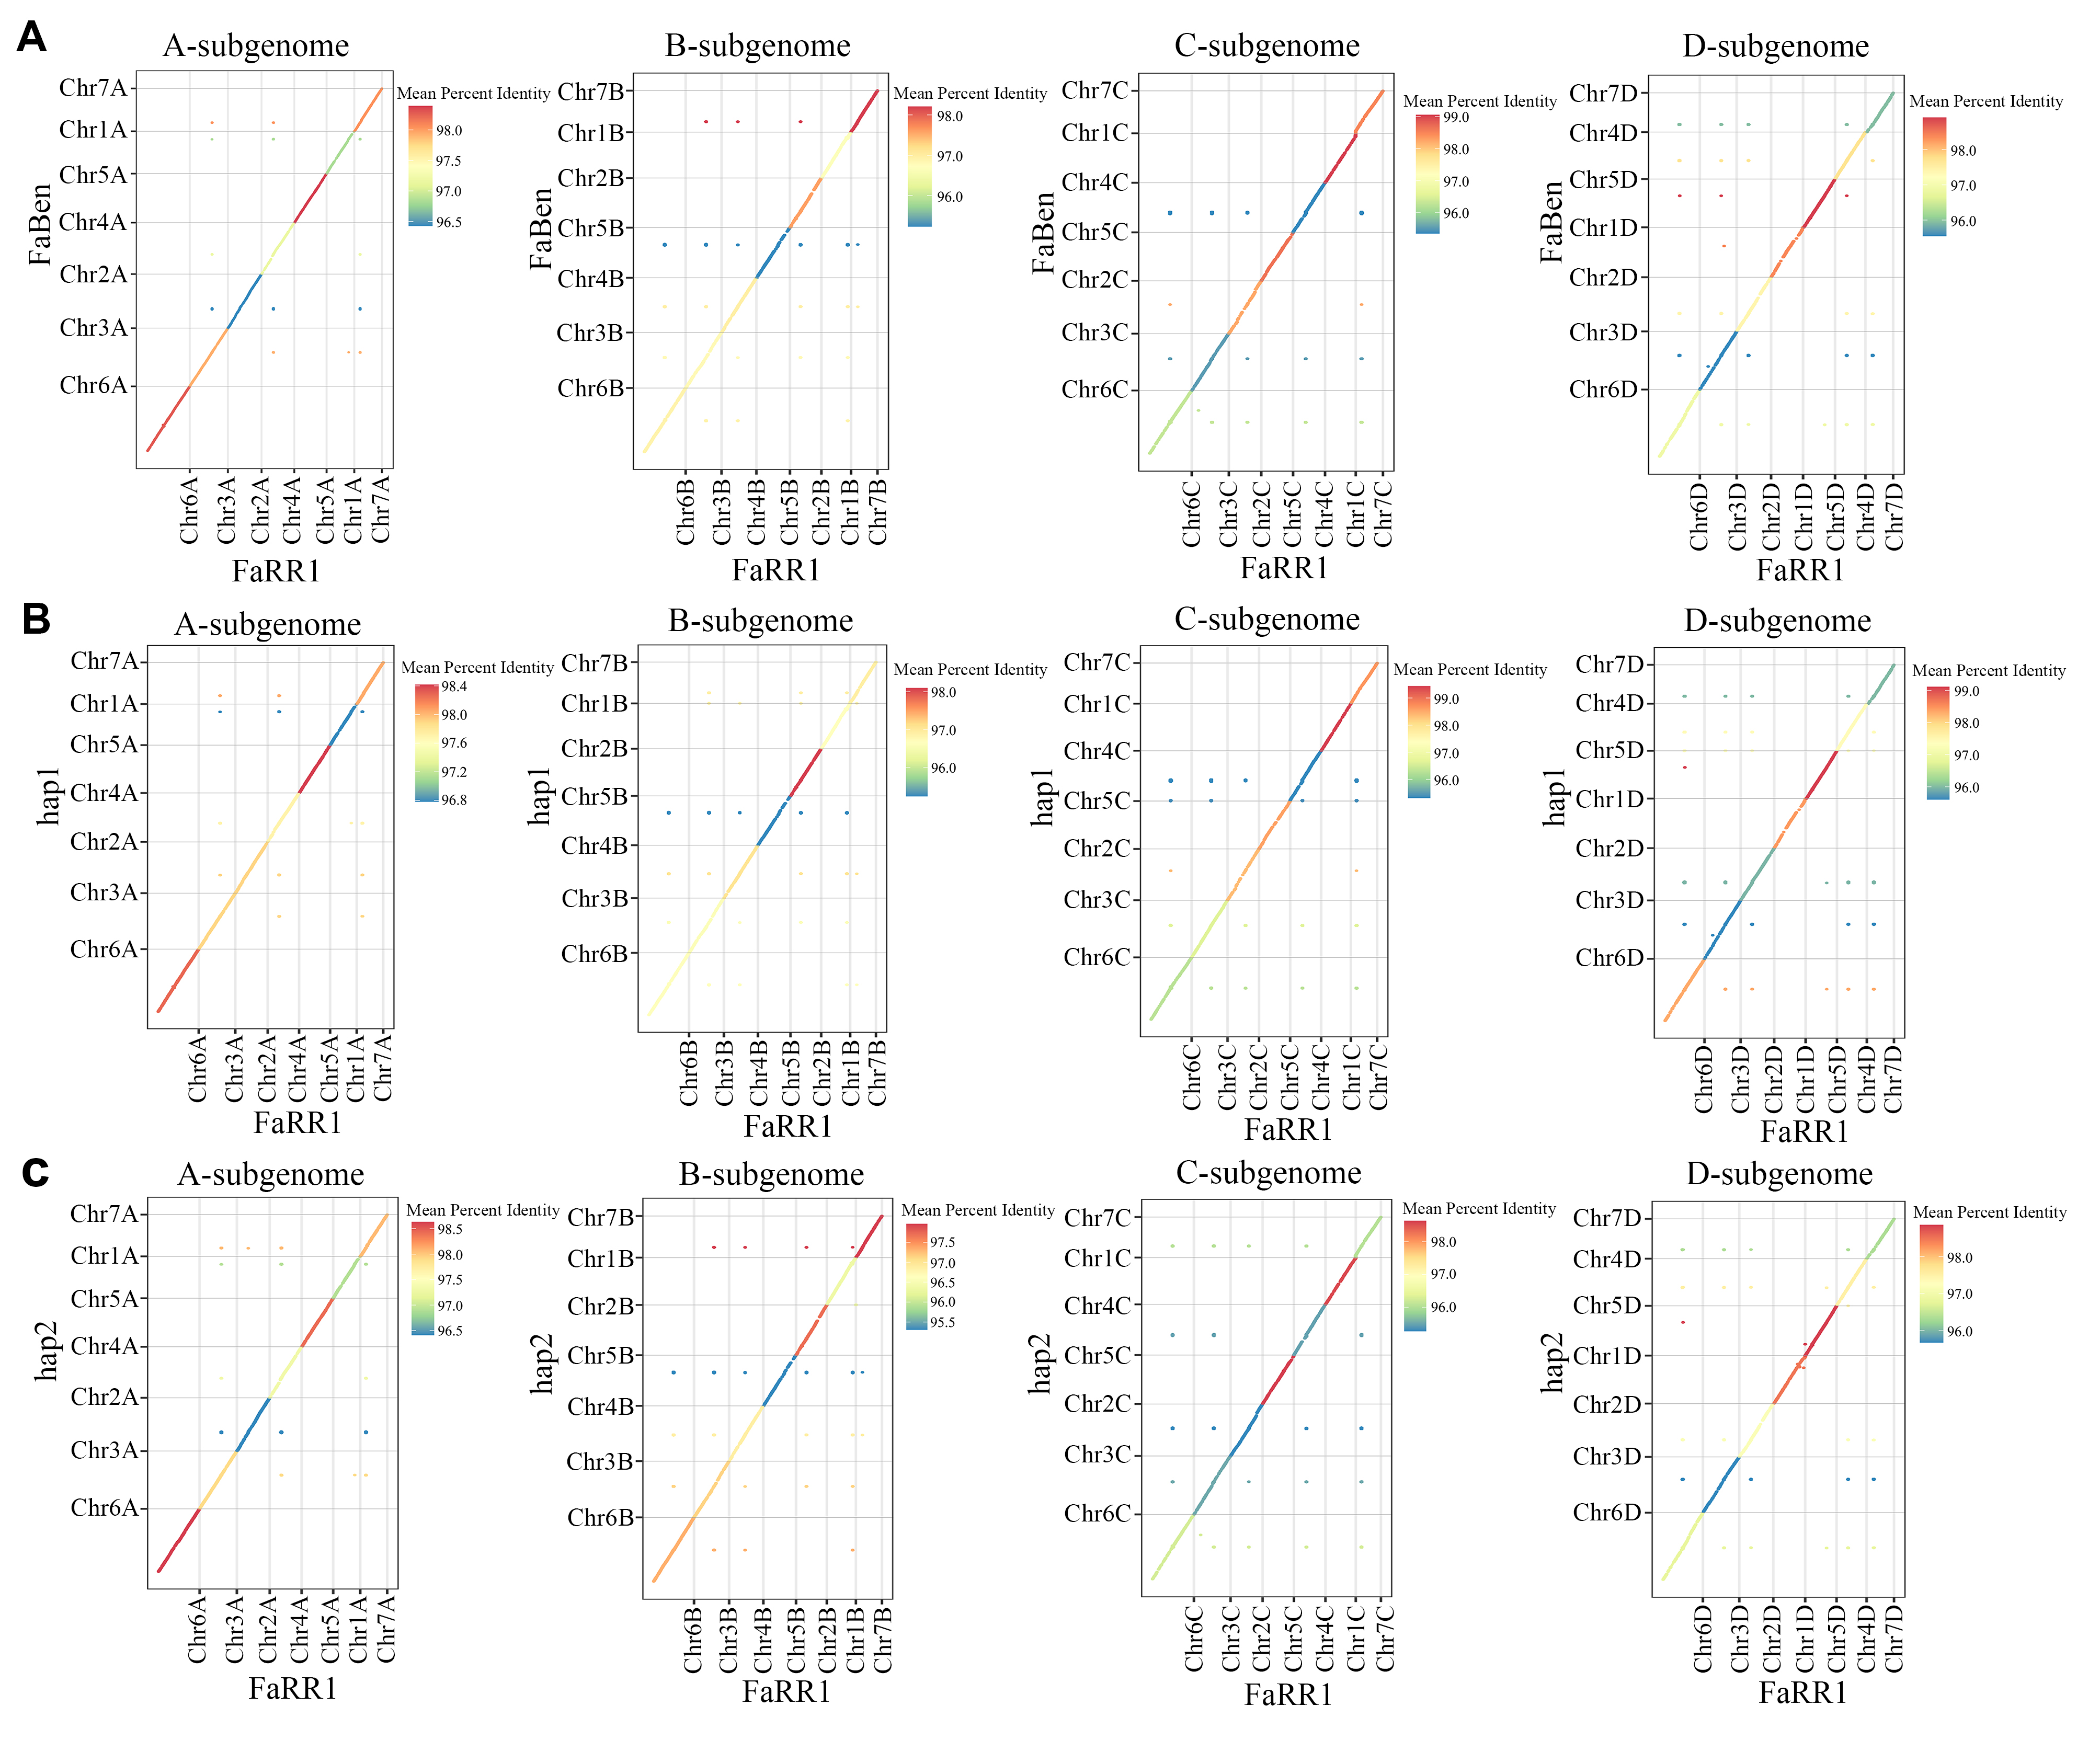 A
A-subgenome
B-subgenome
C-subgenome
D-subgenome
FaBen
Chr7A
Chr1A
Chr5A
Chr4A
Chr2A
Chr3A
Chr6A
Mean Percent Identity
98.0
97.5
97.0
96.5
Chr6A
Chr3A
Chr2A
Chr4A
Chr5A
Chr1A
Chr7A
FaRR1
FaBen
Chr7B
Chr1B
Chr2B
Chr5B
Chr4B
Chr3B
Chr6B
Mean Percent Identity
98.0
97.0
96.0
Chr6B
Chr3B
Chr4B
Chr5B
Chr2B
Chr1B
Chr7B
FaRR1
FaBen
Chr7C
Chr1C
Chr4C
Chr5C
Chr2C
Chr3C
Chr6C
Mean Percent Identity
99.0
98.0
97.0
96.0
Chr6C
Chr3C
Chr2C
Chr5C
Chr4C
Chr1C
Chr7C
FaRR1
FaBen
Chr7D
Chr4D
Chr5D
Chr1D
Chr2D
Chr3D
Chr6D
Mean Percent Identity
98.0
97.0
96.0
Chr6D
Chr3D
Chr2D
Chr1D
Chr5D
Chr4D
Chr7D
FaRR1
B
A-subgenome
B-subgenome
C-subgenome
D-subgenome
hap1
Chr7A
Chr1A
Chr5A
Chr4A
Chr2A
Chr3A
Chr6A
Mean Percent Identity
98.4
98.0
97.6
97.2
96.8
Chr6A
Chr3A
Chr2A
Chr4A
Chr5A
Chr1A
Chr7A
FaRR1
hap1
Chr7B
Chr1B
Chr2B
Chr5B
Chr4B
Chr3B
Chr6B
Mean Percent Identity
98.0
97.0
96.0
Chr6B
Chr3B
Chr4B
Chr5B
Chr2B
Chr1B
Chr7B
FaRR1
hap1
Chr7C
Chr1C
Chr4C
Chr5C
Chr2C
Chr3C
Chr6C
Mean Percent Identity
99.0
98.0
97.0
96.0
Chr6C
Chr3C
Chr2C
Chr5C
Chr4C
Chr1C
Chr7C
FaRR1
hap1
Chr7D
Chr4D
Chr5D
Chr1D
Chr2D
Chr3D
Chr6D
Mean Percent Identity
99.0
98.0
97.0
96.0
Chr6D
Chr3D
Chr2D
Chr1D
Chr5D
Chr4D
Chr7D
FaRR1
C
A-subgenome
B-subgenome
C-subgenome
D-subgenome
hap2
Chr7A
Chr1A
Chr5A
Chr4A
Chr2A
Chr3A
Chr6A
Mean Percent Identity
98.5
98.0
97.5
97.0
96.5
Chr6A
Chr3A
Chr2A
Chr4A
Chr5A
Chr1A
Chr7A
FaRR1
hap2
Chr7B
Chr1B
Chr2B
Chr5B
Chr4B
Chr3B
Chr6B
Mean Percent Identity
97.5
97.0
96.5
96.0
95.5
Chr6B
Chr3B
Chr4B
Chr5B
Chr2B
Chr1B
Chr7B
FaRR1
hap2
Chr7C
Chr1C
Chr4C
Chr5C
Chr2C
Chr3C
Chr6C
Mean Percent Identity
98.0
97.0
96.0
Chr6C
Chr3C
Chr2C
Chr5C
Chr4C
Chr1C
Chr7C
FaRR1
hap2
Chr7D
Chr4D
Chr5D
Chr1D
Chr2D
Chr3D
Chr6D
Mean Percent Identity
98.0
97.0
96.0
Chr6D
Chr3D
Chr2D
Chr1D
Chr5D
Chr4D
Chr7D
FaRR1